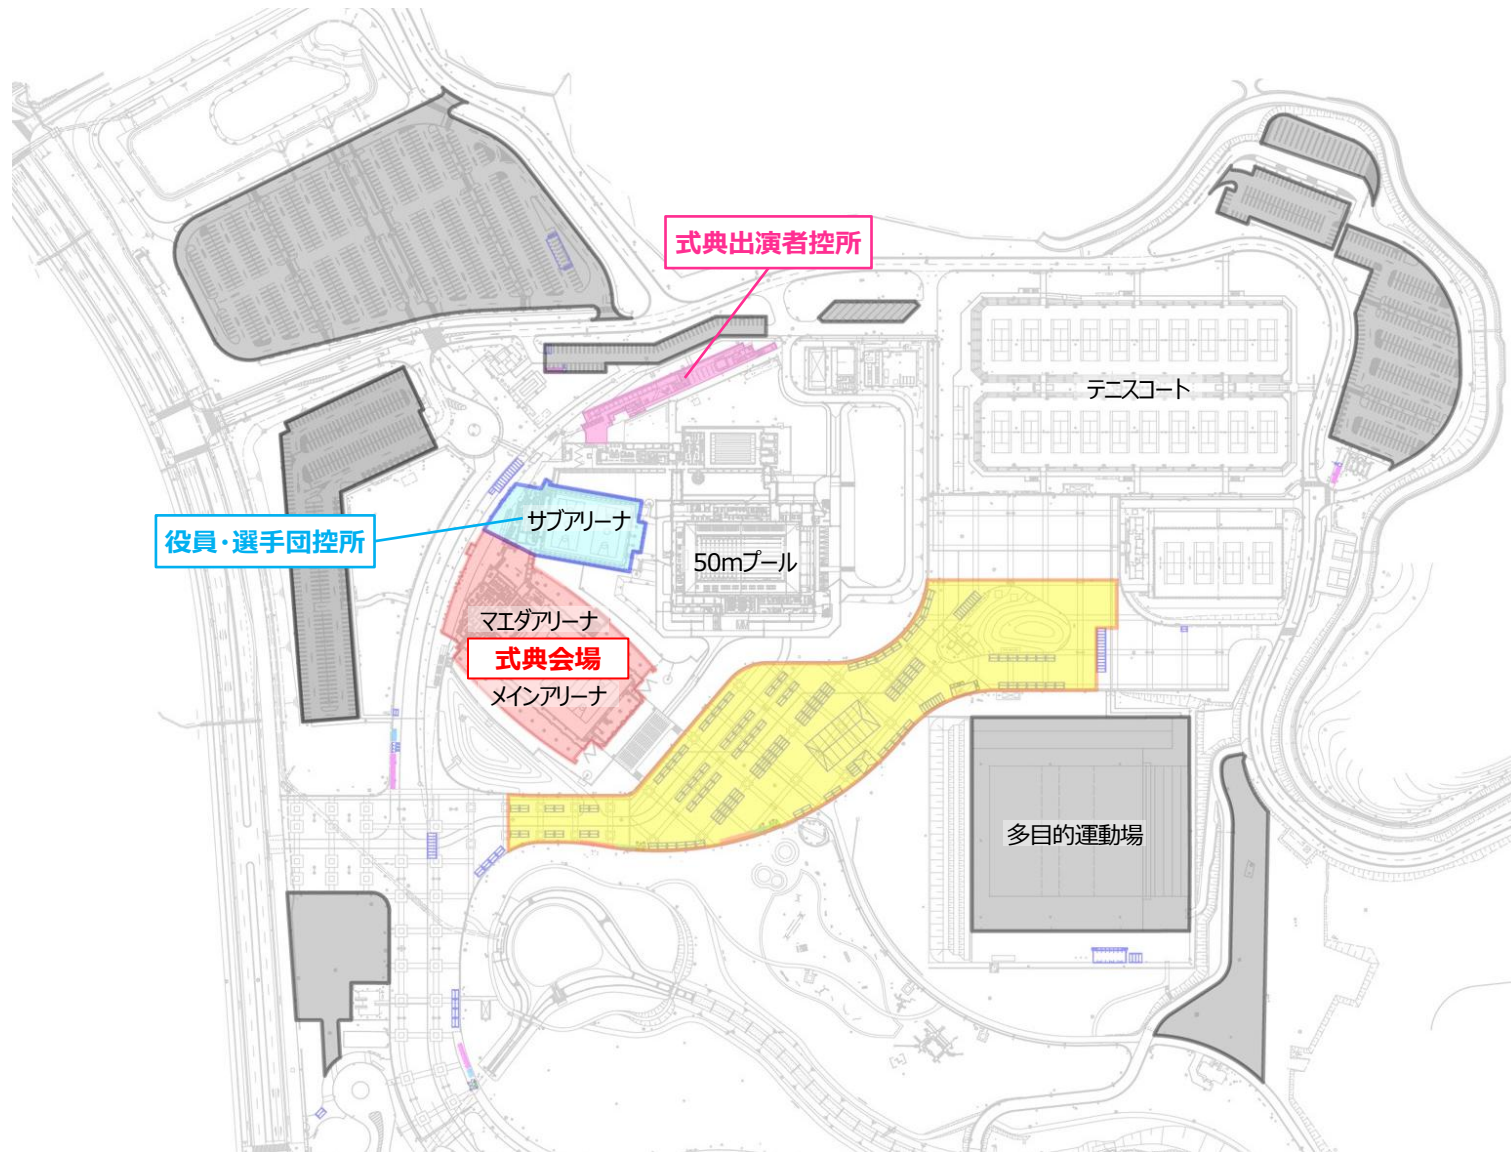 式典出演者控所
テニスコート
役員・選手団控所
サブアリーナ
50mプール
マエダアリーナ
式典会場
メインアリーナ
多目的運動場